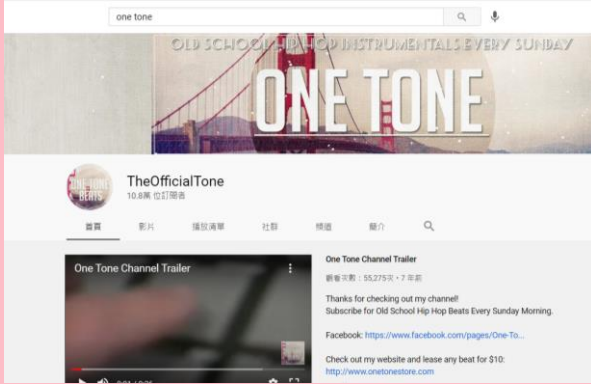 one tone
OLD SCHOOL HIP HOP INSTRUMENTALS EVERY SUNDAY
ONE TONE
ONE TONE
BEATS
TheOfficialTone
10.8萬 位訂閱者
首頁 影片 播放清單 社群 頻道 簡介
One Tone Channel Trailer
One Tone Channel Trailer
觀看次數：55,275次 • 7 年前
Thanks for checking out my channel!
Subscribe for Old School Hip Hop Beats Every Sunday Morning.
Facebook: https://www.facebook.com/pages/One-To...
Check out my website and lease any beat for $10:
http://www.onetonestore.com